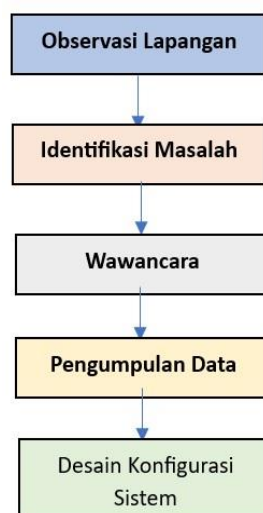 Observasi Lapangan
Identifikasi Masalah
Wawancara
Pengumpulan Data
Desain Konfigurasi
Sistem